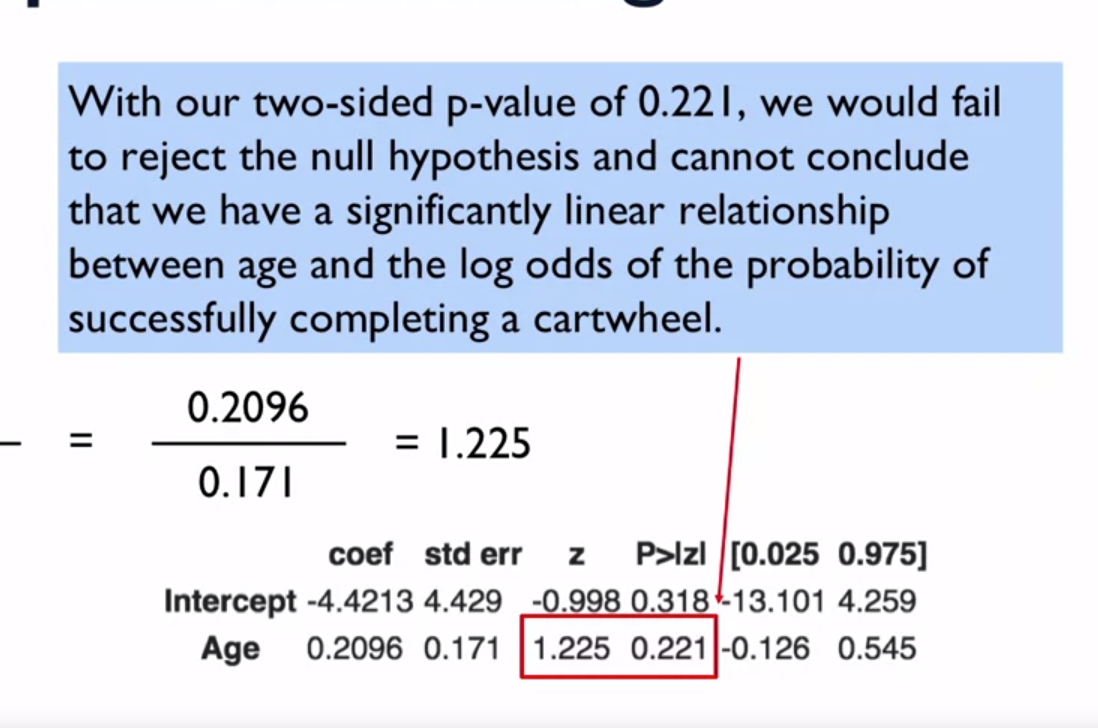 With our two-sided p-value of 0.221, we would fail
to reject the null hypothesis and cannot conclude
that we have a significantly linear relationship
between age and the log odds of the probability of
successfully completing a cartwheel.
= 0.2096 / 0.171 = 1.225
coef std err z P>|z| [0.025 0.975]
Intercept -4.4213 4.429 -0.998 0.318 -13.101 4.259
Age 0.2096 0.171 1.225 0.221 -0.126 0.545